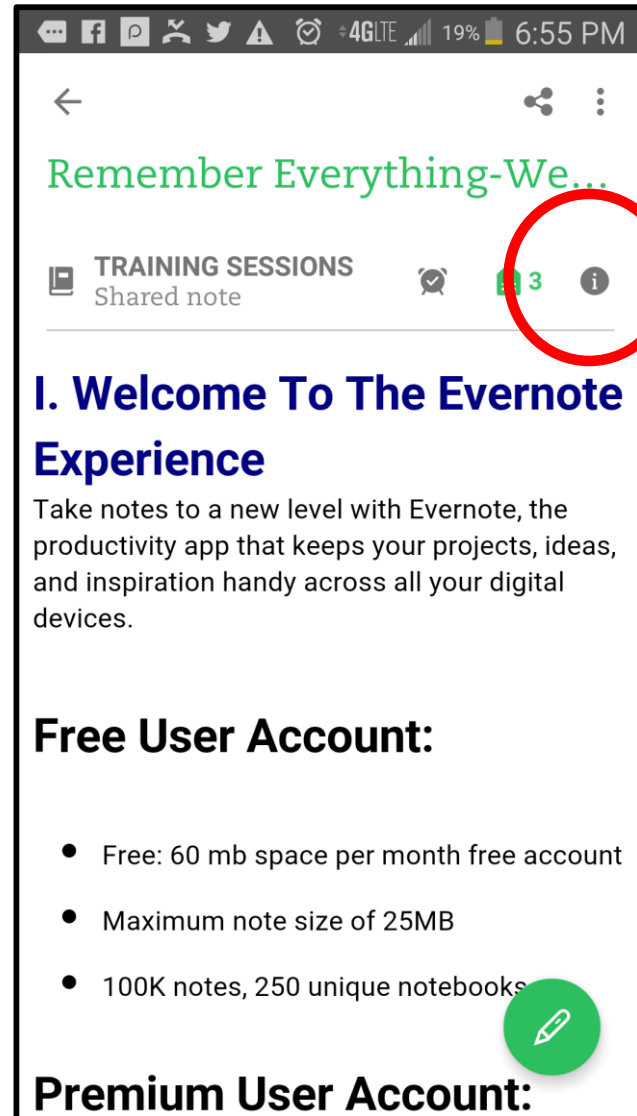 4GLTE 19% 6:55 PM
Remember Everything-We...
TRAINING SESSIONS
Shared note
3
I. Welcome To The Evernote
Experience
Take notes to a new level with Evernote, the
productivity app that keeps your projects, ideas,
and inspiration handy across all your digital
devices.
Free User Account:
• Free: 60 mb space per month free account
• Maximum note size of 25MB
• 100K notes, 250 unique notebooks
Premium User Account: